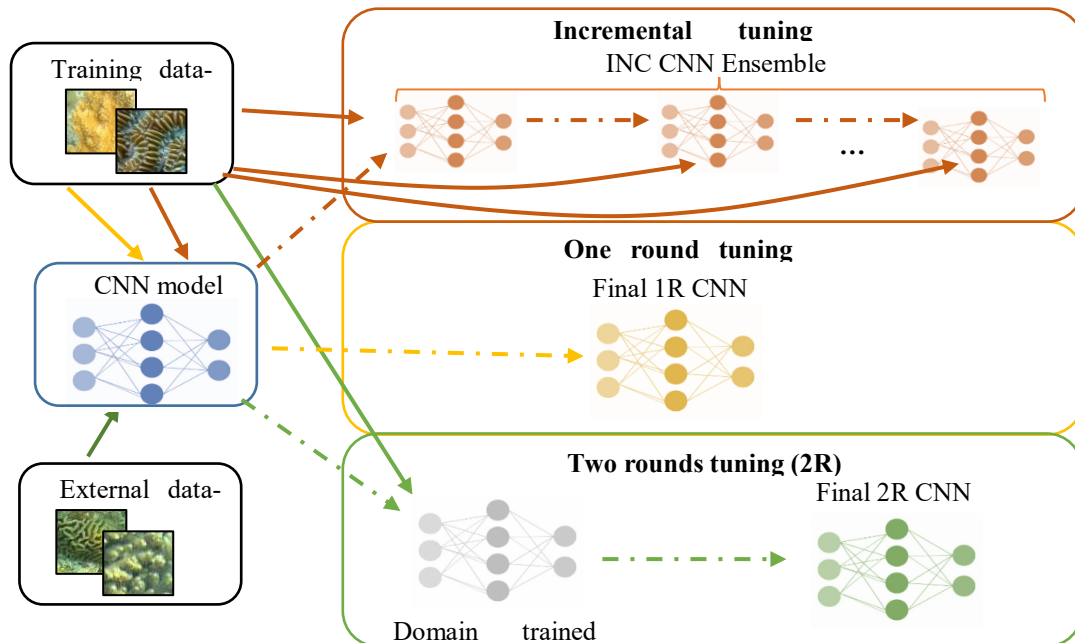 Incremental tuning
INC CNN Ensemble
Training data-
...
One round tuning
CNN model
Final 1R CNN
Two rounds tuning (2R)
External data-
Final 2R CNN
Domain trained